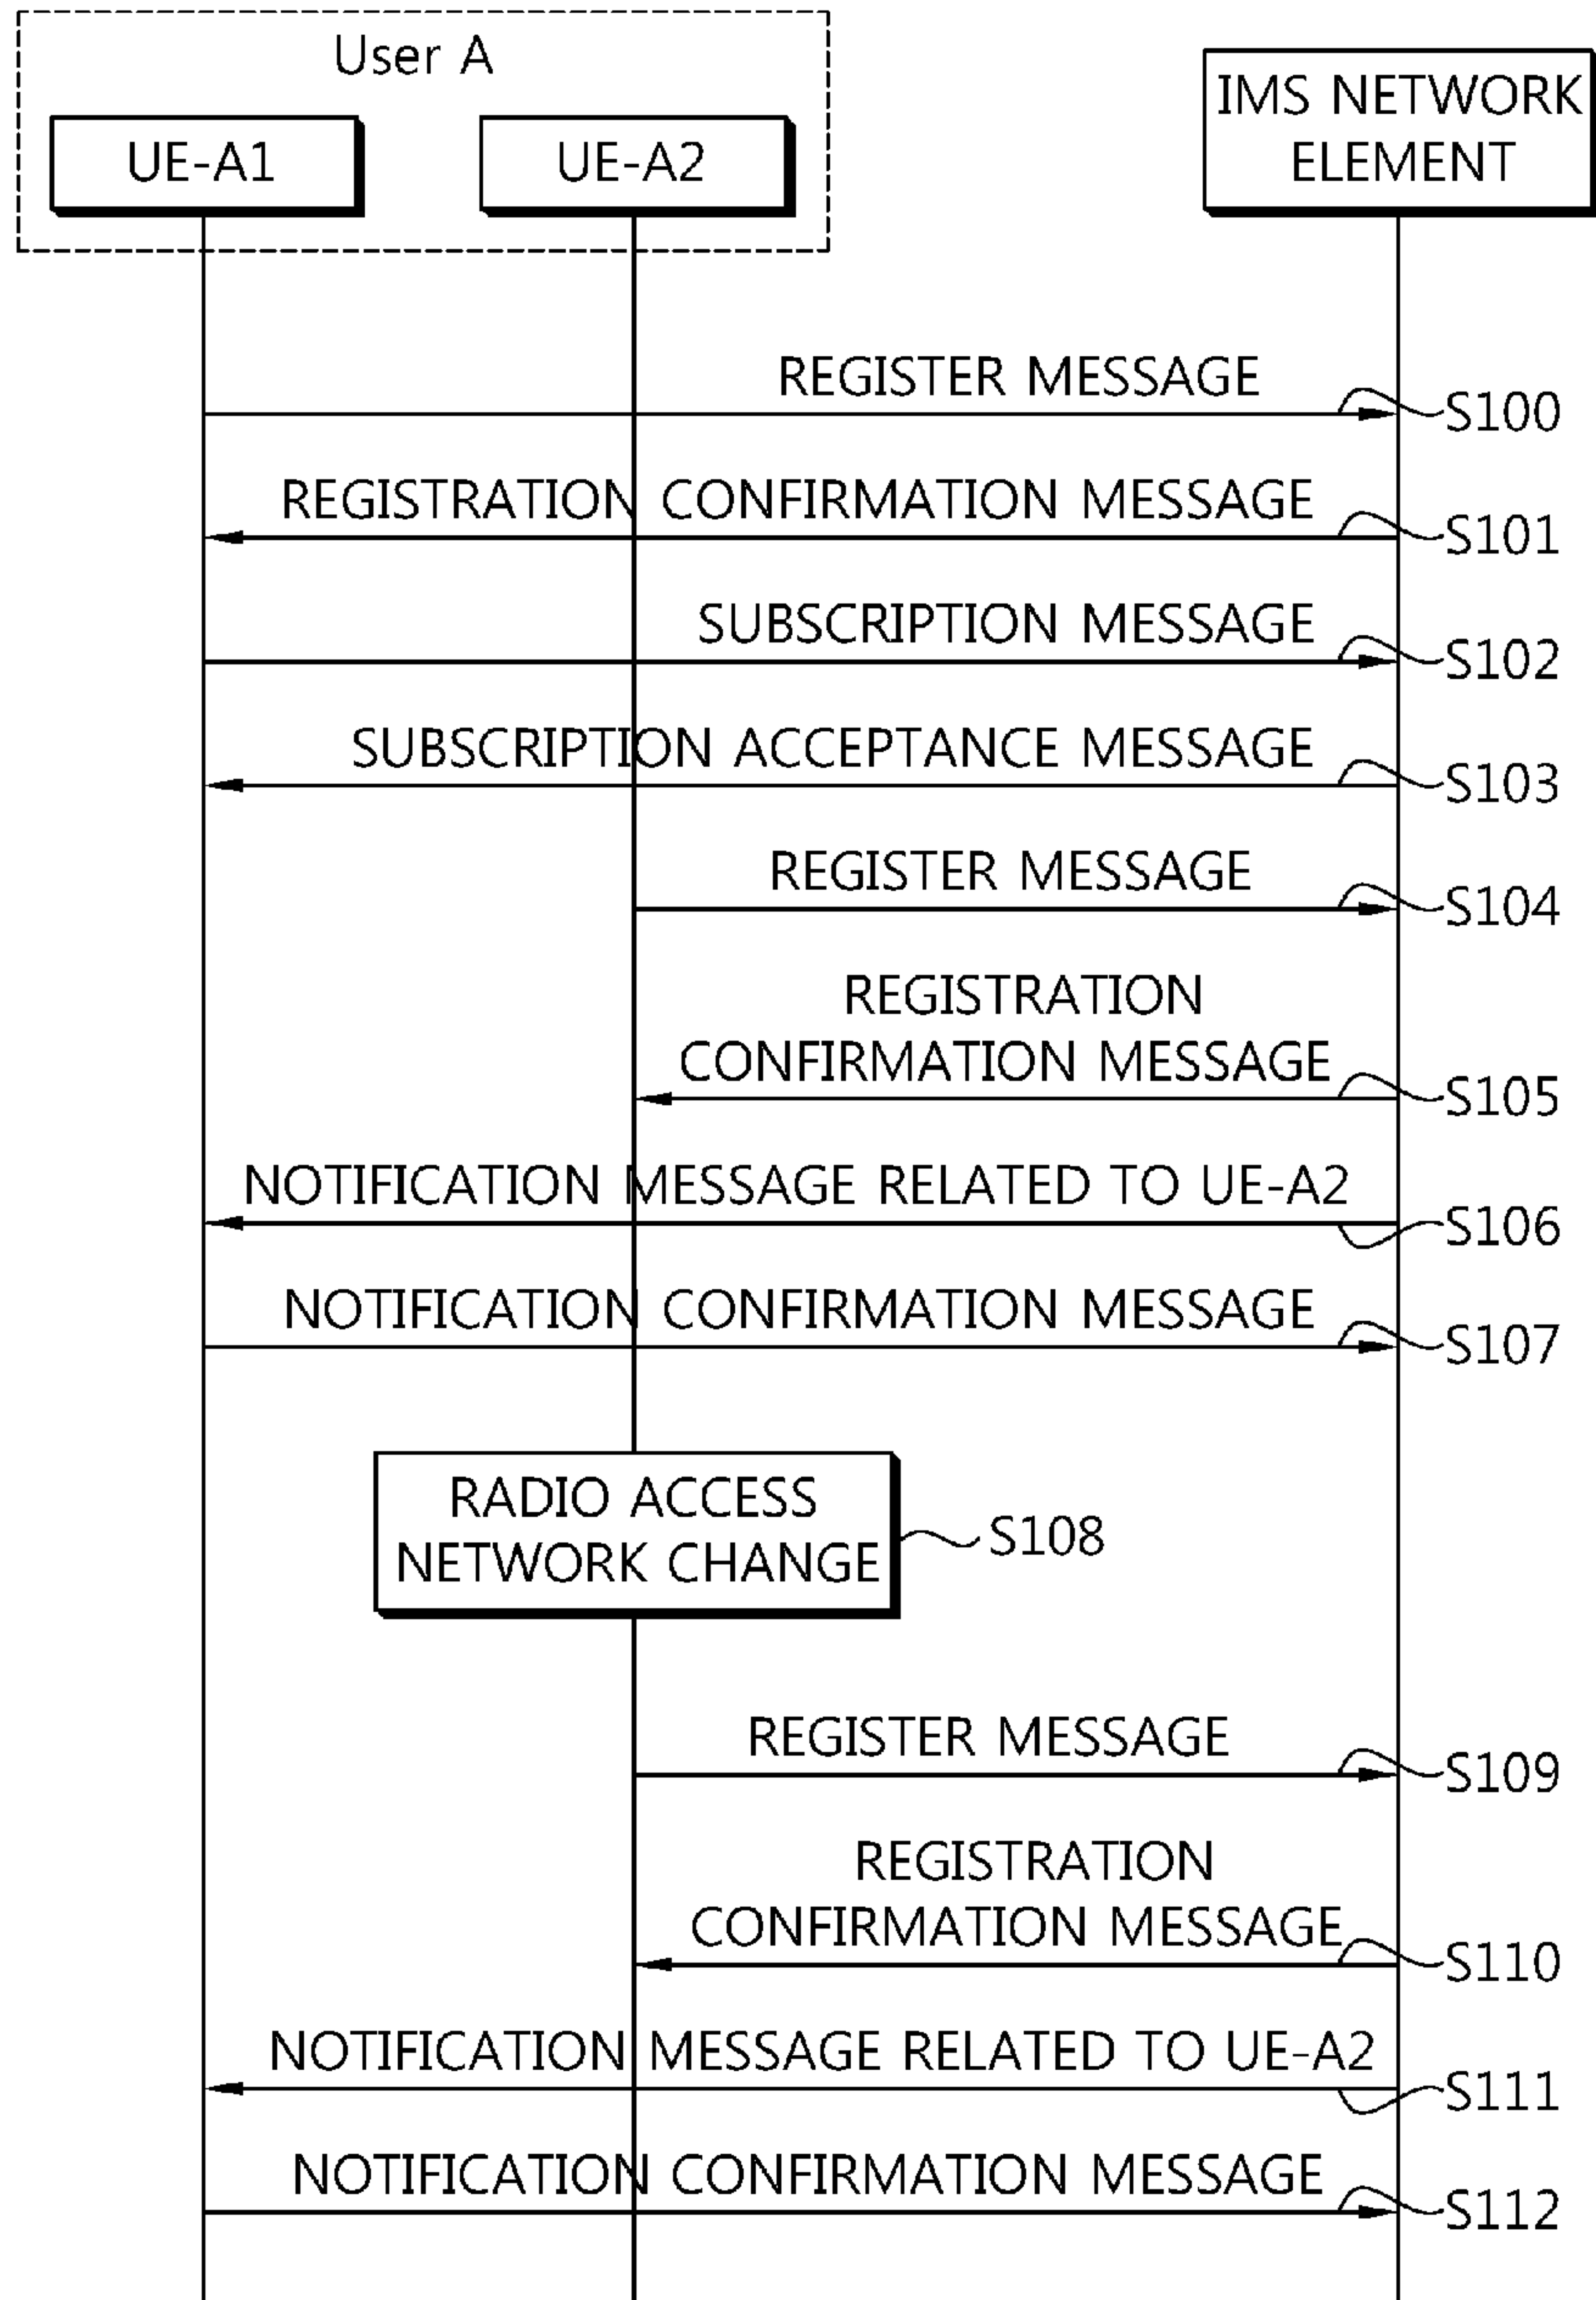 User A
UE-A1
UE-A2
IMS NETWORK
ELEMENT
REGISTER MESSAGE
S100
REGISTRATION CONFIRMATION MESSAGE
S101
SUBSCRIPTION MESSAGE
S102
SUBSCRIPTION ACCEPTANCE MESSAGE
S103
REGISTER MESSAGE
S104
REGISTRATION
CONFIRMATION MESSAGE
S105
NOTIFICATION MESSAGE RELATED TO UE-A2
S106
NOTIFICATION CONFIRMATION MESSAGE
S107
RADIO ACCESS
NETWORK CHANGE
S108
REGISTER MESSAGE
S109
REGISTRATION
CONFIRMATION MESSAGE
S110
NOTIFICATION MESSAGE RELATED TO UE-A2
S111
NOTIFICATION CONFIRMATION MESSAGE
S112